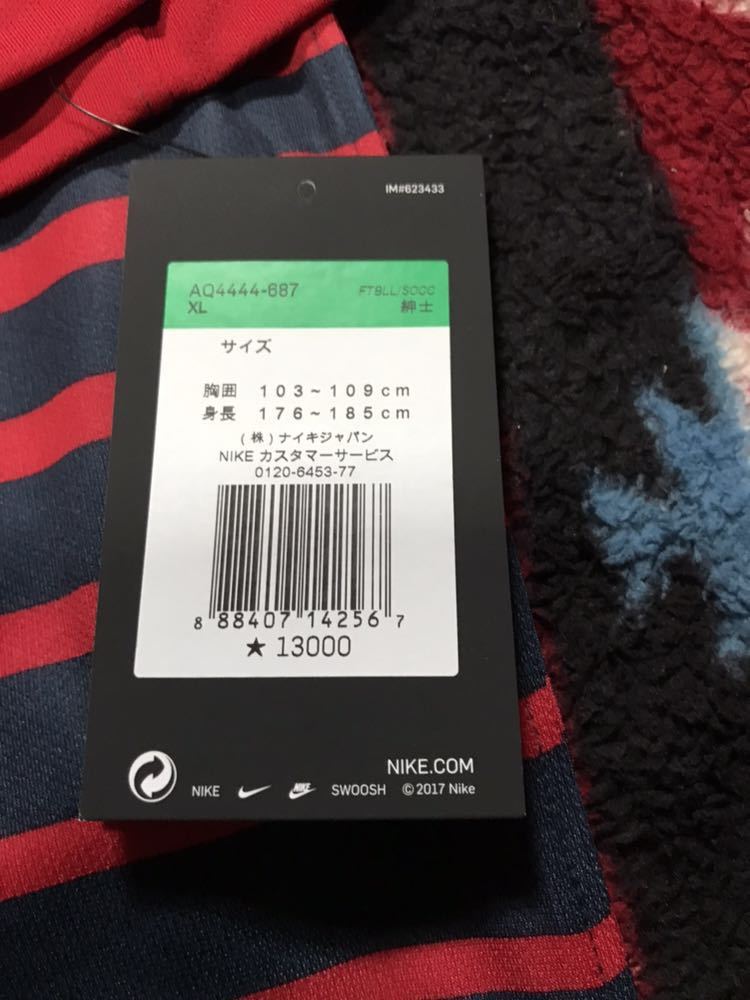 IM#623433
AQ4444-687 FTBLL/SOCC
XL 紳士
サイズ
胸囲 103~109cm
身長 176~185cm
(株)ナイキジャパン
NIKE カスタマーサービス
0120-6453-77
8 88407 14256 7
★ 13000
NIKE.COM
NIKE NIKE SWOOSH © 2017 Nike